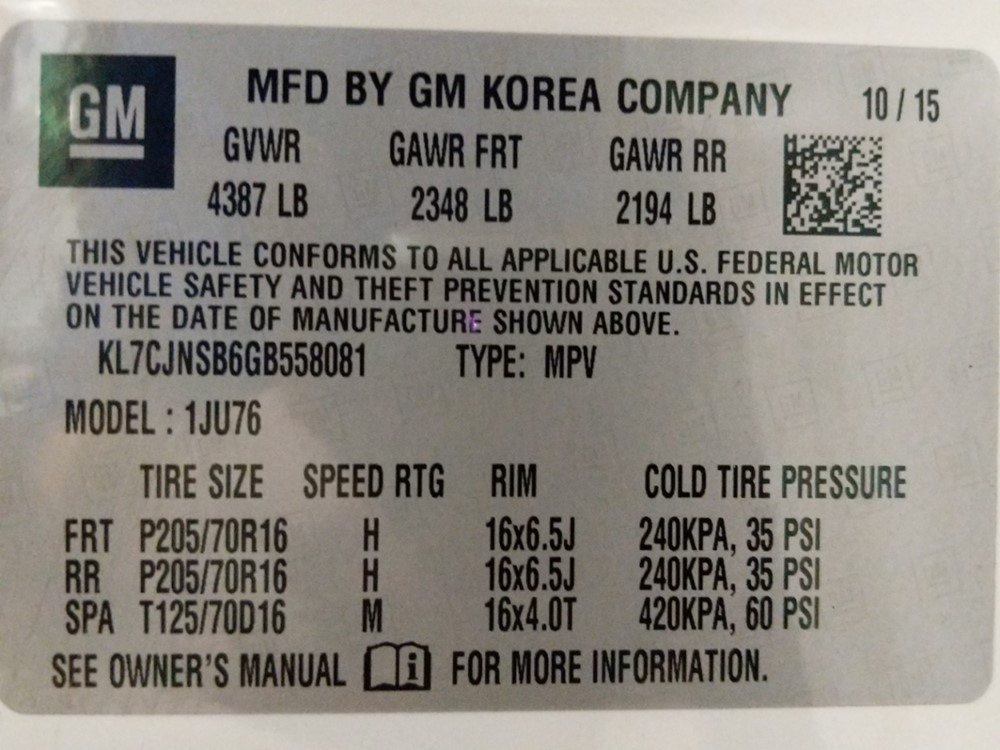 GM
MFD BY GM KOREA COMPANY 10 / 15
GVWR GAWR FRT GAWR RR
4387 LB 2348 LB 2194 LB
THIS VEHICLE CONFORMS TO ALL APPLICABLE U.S. FEDERAL MOTOR
VEHICLE SAFETY AND THEFT PREVENTION STANDARDS IN EFFECT
ON THE DATE OF MANUFACTURE SHOWN ABOVE.
KL7CJNSB6GB558081 TYPE: MPV
MODEL : 1JU76
TIRE SIZE SPEED RTG RIM COLD TIRE PRESSURE
FRT P205/70R16 H 16x6.5J 240KPA, 35 PSI
RR P205/70R16 H 16x6.5J 240KPA, 35 PSI
SPA T125/70D16 M 16x4.0T 420KPA, 60 PSI
SEE OWNER'S MANUAL i FOR MORE INFORMATION.